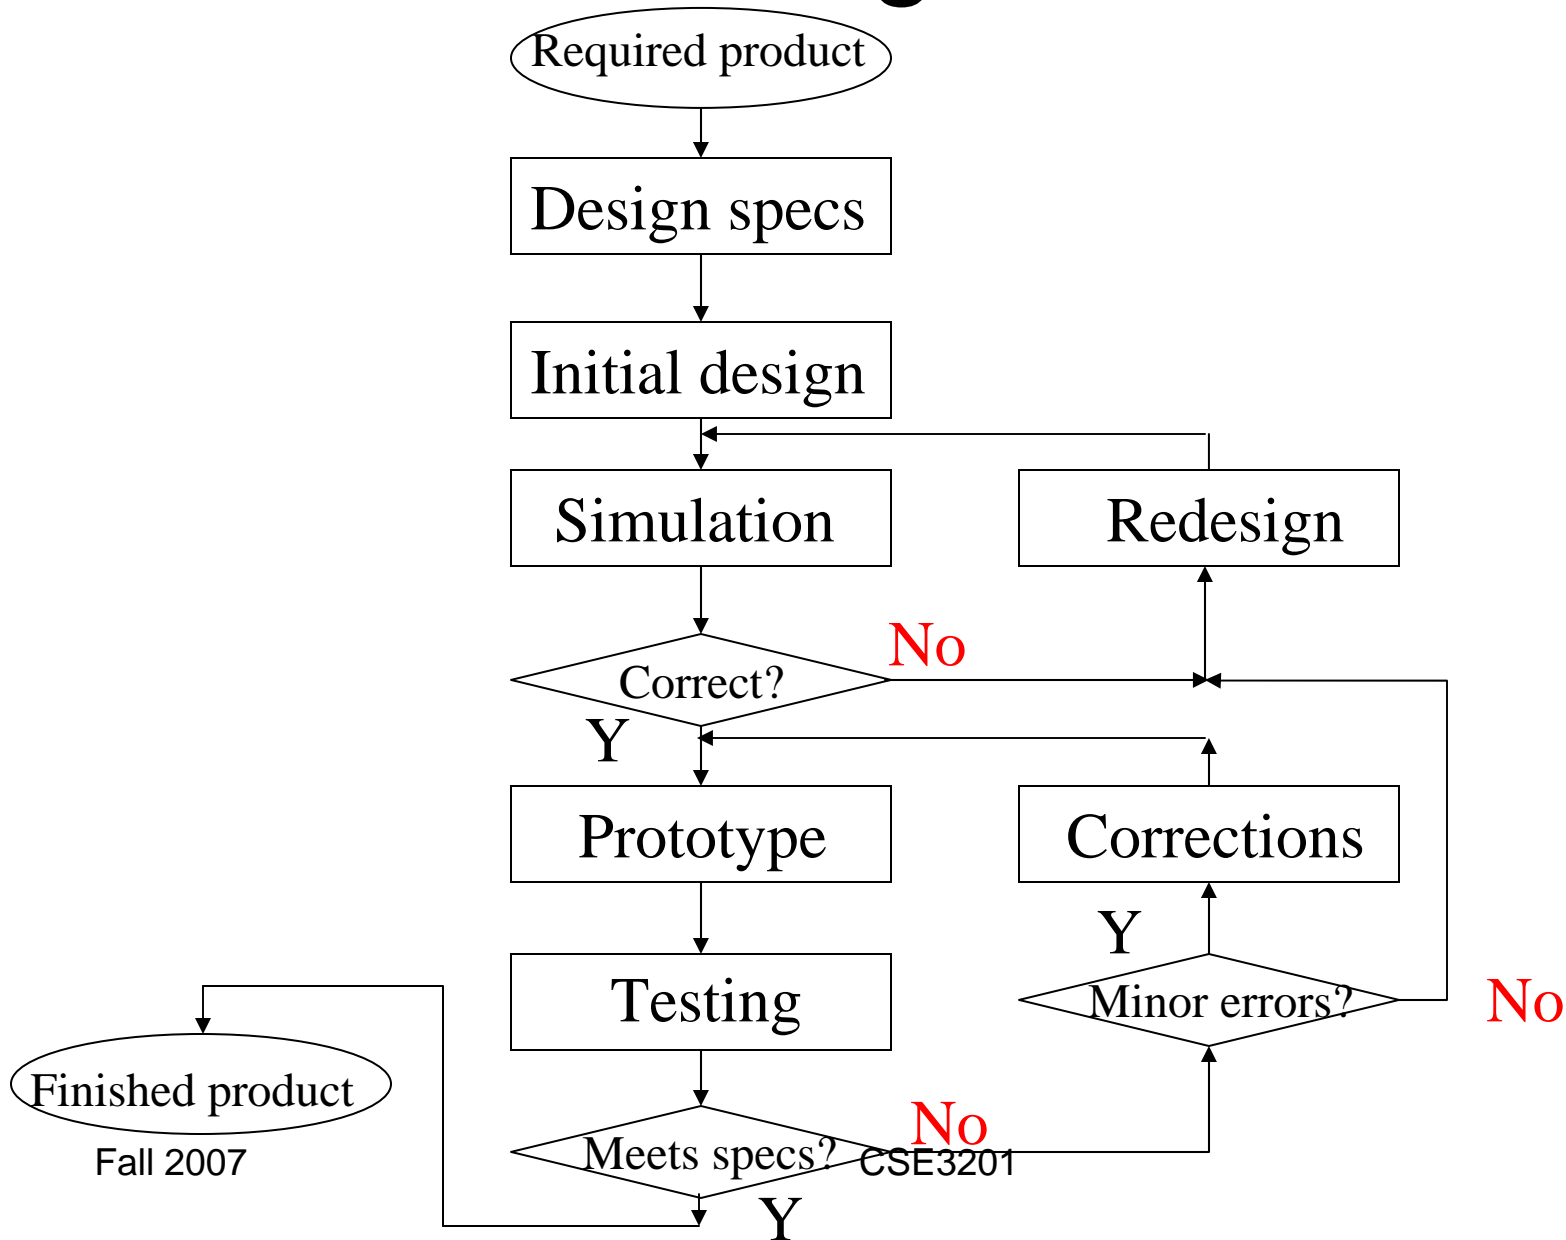 Required product
Design specs
Initial design
Simulation
Redesign
No
Correct?
Y
Prototype
Corrections
Y
Testing
Minor errors?
No
Finished product
No
Meets specs?
Fall 2007
CSE3201
Y